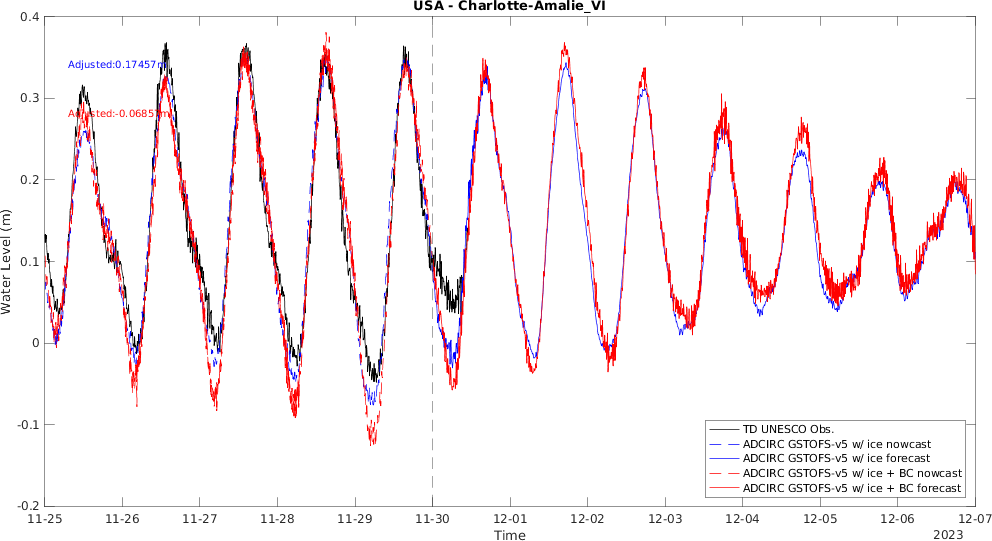 USA - Charlotte-Amalie_VI
0.4
0.3
0.2
0.1
0
-0.1
-0.2
Water Level (m)
Adjusted:0.17457m
Adjusted:-0.0685 m
TD UNESCO Obs.
ADCIRC GSTOFS-v5 w/ ice nowcast
ADCIRC GSTOFS-v5 w/ ice forecast
ADCIRC GSTOFS-v5 w/ ice + BC nowcast
ADCIRC GSTOFS-v5 w/ ice + BC forecast
11-25 11-26 11-27 11-28 11-29 11-30 12-01 12-02 12-03 12-04 12-05 12-06 12-07
Time
2023